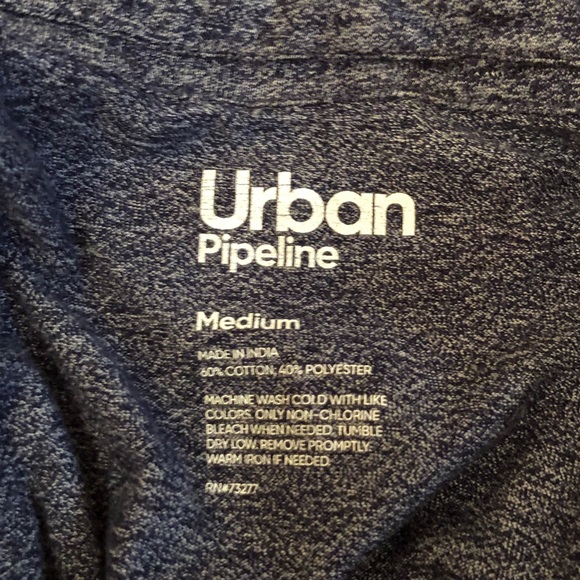 Urban
Pipeline
Medium
MADE IN INDIA
60% COTTON, 40% POLYESTER
MACHINE WASH COLD WITH LIKE
COLORS. ONLY NON-CHLORINE
BLEACH WHEN NEEDED. TUMBLE
DRY LOW. REMOVE PROMPTLY.
WARM IRON IF NEEDED.
RN#73277